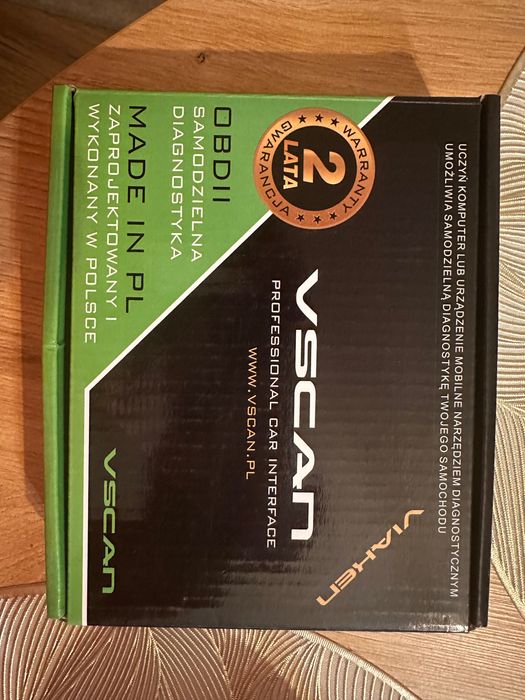 UCZYŃ KOMPUTER LUB URZĄDZENIE MOBILNE NARZĘDZIEM DIAGNOSTYCZNYM
UMOŻLIWIA SAMODZIELNĄ DIAGNOSTYKĘ TWOJEGO SAMOCHODU
VIAKEN
WARRANTY
2
LATA
GWARANCJA
VSCAN
PROFESSIONAL CAR INTERFACE
WWW.VSCAN.PL
OBDII
SAMODZIELNA
DIAGNOSTYKA
MADE IN PL
ZAPROJEKTOWANY I
WYKONANY W POLSCE
VSCAN